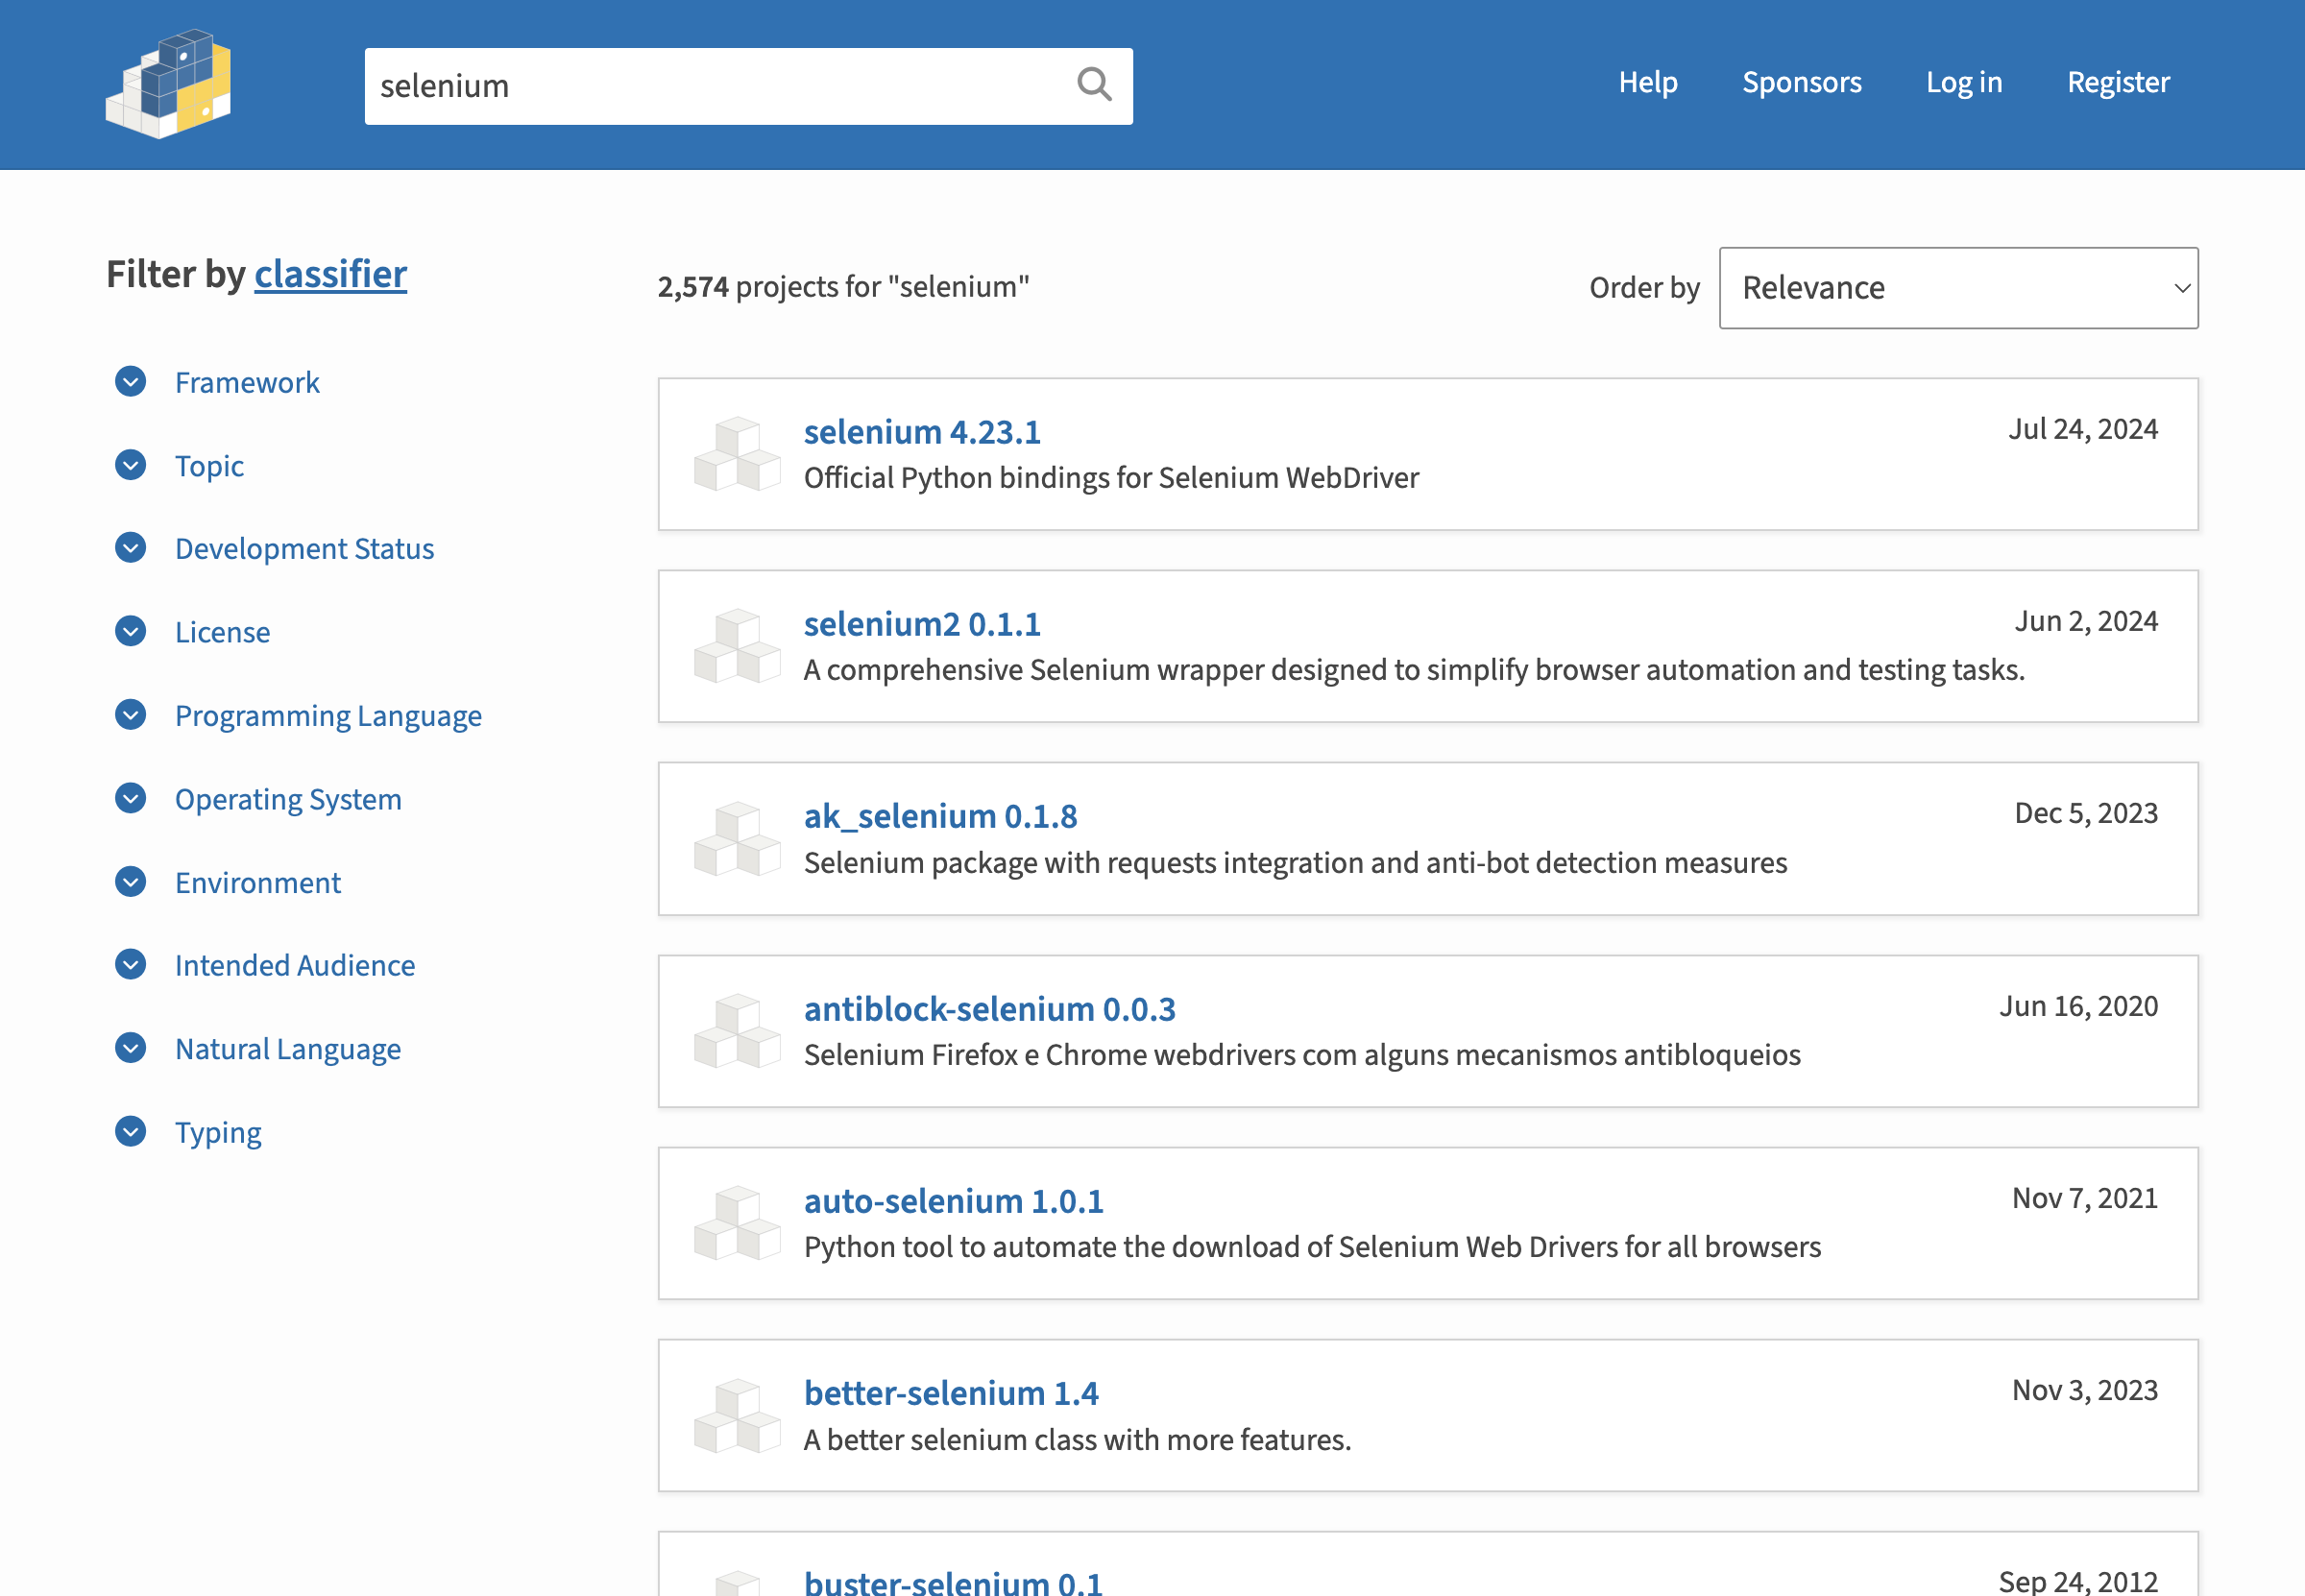 selenium
Help
Sponsors
Log in
Register
Filter by classifier
Framework
Topic
Development Status
License
Programming Language
Operating System
Environment
Intended Audience
Natural Language
Typing
2,574 projects for "selenium"
Order by
Relevance
selenium 4.23.1
Jul 24, 2024
Official Python bindings for Selenium WebDriver
selenium2 0.1.1
Jun 2, 2024
A comprehensive Selenium wrapper designed to simplify browser automation and testing tasks.
ak_selenium 0.1.8
Dec 5, 2023
Selenium package with requests integration and anti-bot detection measures
antiblock-selenium 0.0.3
Jun 16, 2020
Selenium Firefox e Chrome webdrivers com alguns mecanismos antibloqueios
auto-selenium 1.0.1
Nov 7, 2021
Python tool to automate the download of Selenium Web Drivers for all browsers
better-selenium 1.4
Nov 3, 2023
A better selenium class with more features.
buster-selenium 0.1
Sep 24, 2012